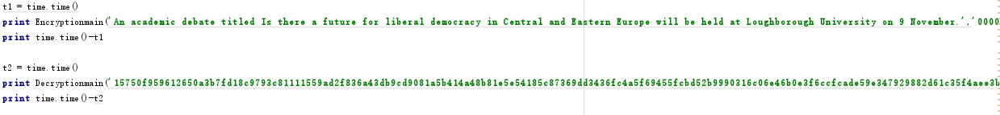 t1 = time.time()
print Encryptionmain('An academic debate titled Is there a future for liberal democracy in Central and Eastern Europe will be held at Loughborough University on 9 November.','0000
print time.time()-t1
t2 = time.time()
print Decryptionmain('15750f959612650a3b7fd18c9793c81111559ad2f836a43db9cd9081a5b414a48b81e5e54185c87369dd3436fc4a5f69455fcbd52b9990316c06e46b0e3f6ccfcade59e347929882d61c35f4aee3b
print time.time()-t2